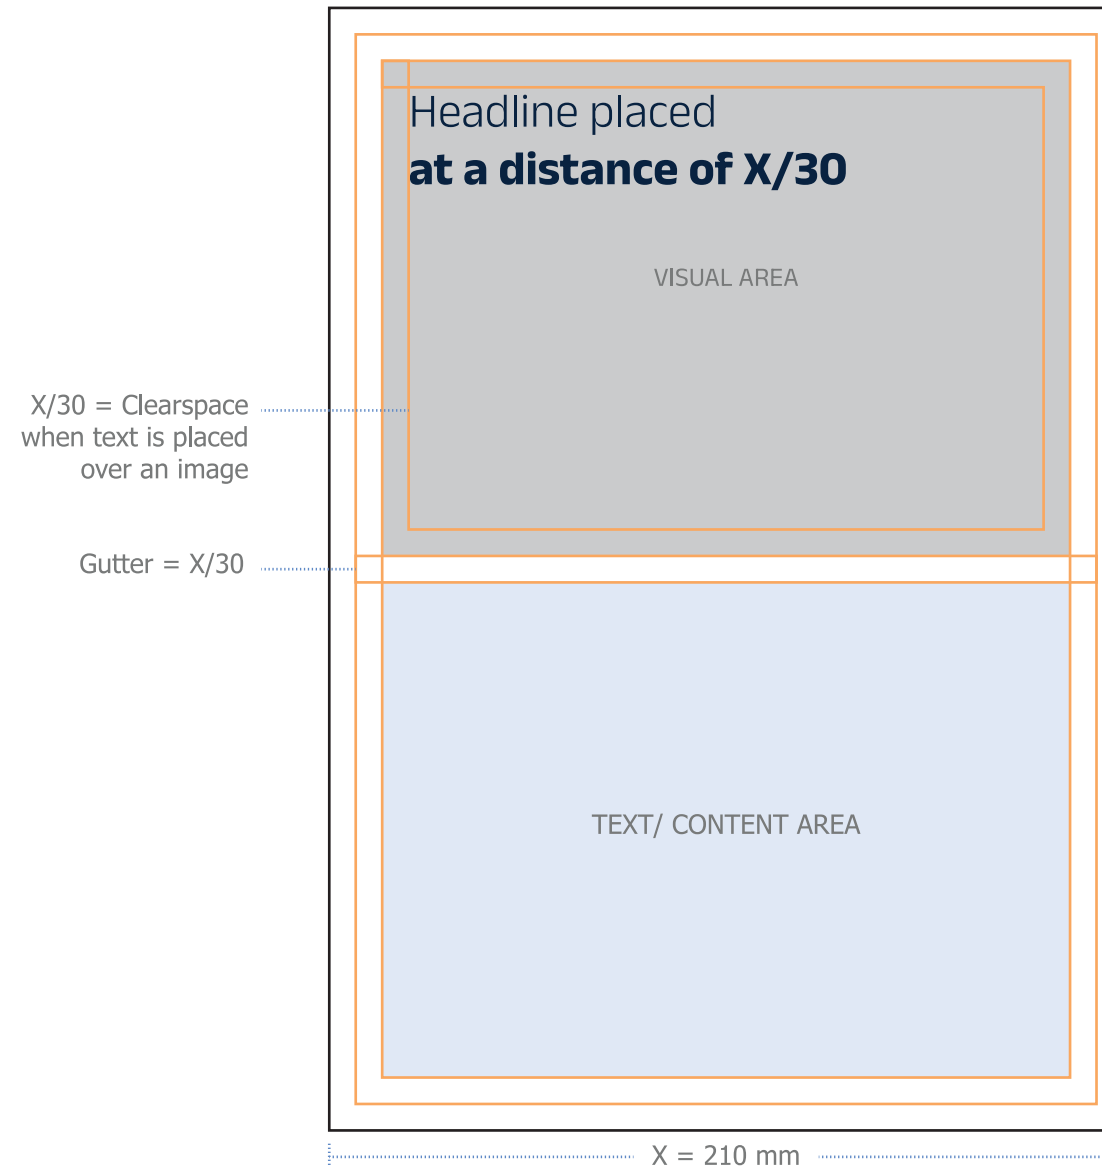 Headline placed
at a distance of X/30
VISUAL AREA
X/30 = Clearspace
when text is placed
over an image
Gutter = X/30
TEXT/ CONTENT AREA
X = 210 mm